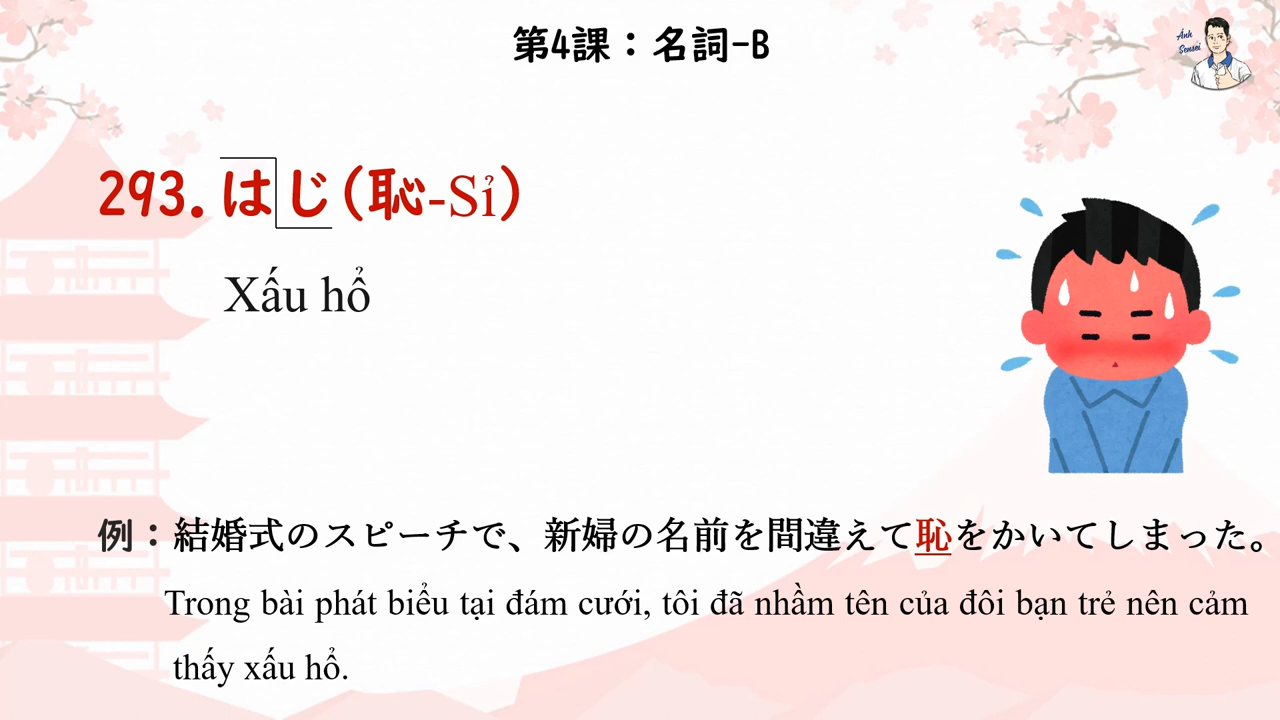 第4課：名詞-B
Anh
Sensei
293. はじ(恥-Sỉ)
Xấu hổ
例：結婚式のスピーチで、新婦の名前を間違えて恥をかいてしまった。
Trong bài phát biểu tại đám cưới, tôi đã nhầm tên của đôi bạn trẻ nên cảm
thấy xấu hổ.